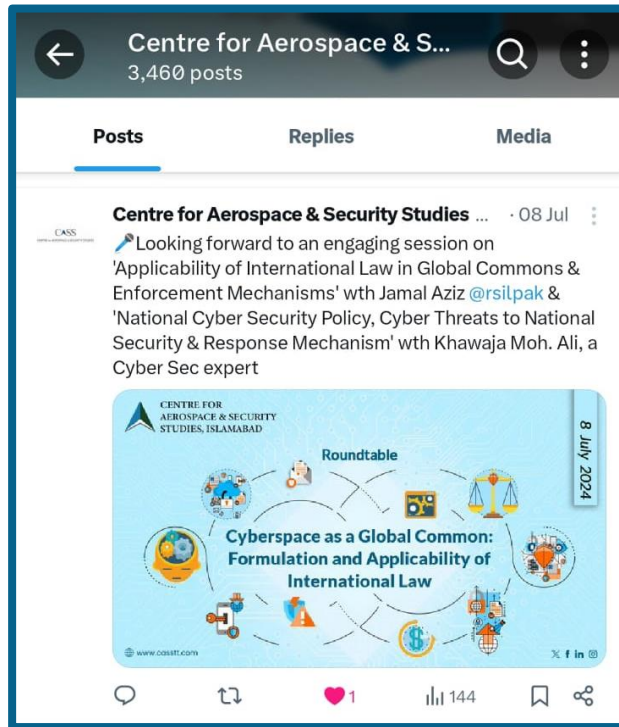 Centre for Aerospace & S...
3,460 posts
Posts
Replies
Media
Centre for Aerospace & Security Studies ... · 08 Jul
🎤Looking forward to an engaging session on
'Applicability of International Law in Global Commons &
Enforcement Mechanisms' wth Jamal Aziz @rsilpak &
'National Cyber Security Policy, Cyber Threats to National
Security & Response Mechanism' wth Khawaja Moh. Ali, a
Cyber Sec expert
CASS
CENTRE FOR
AEROSPACE & SECURITY
STUDIES, ISLAMABAD
8 July 2024
Roundtable
Cyberspace as a Global Common:
Formulation and Applicability of
International Law
www.casstt.com
1
144